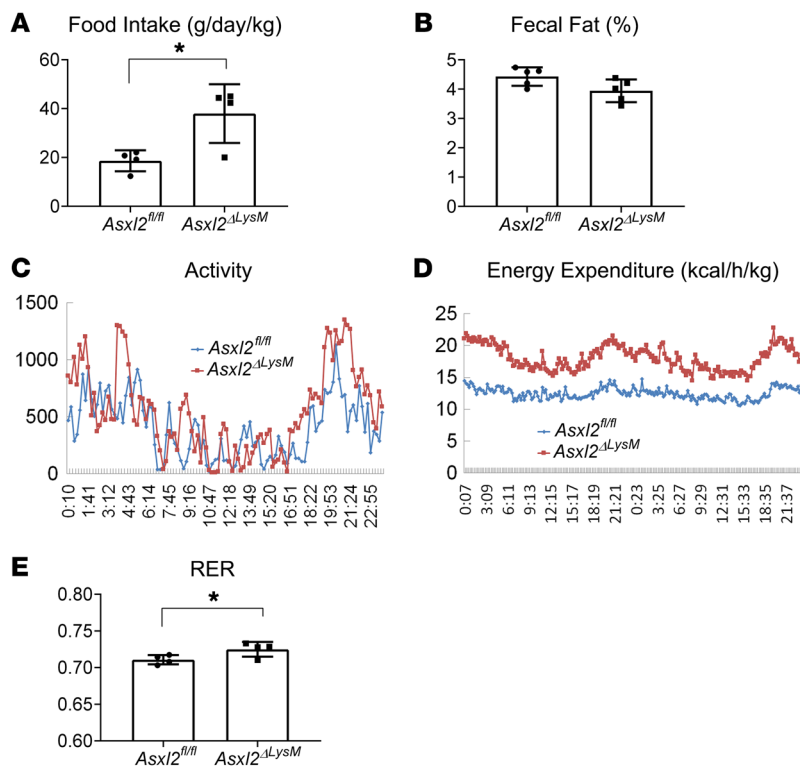 A
Food Intake (g/day/kg)
*
60
40
20
0
Asxl2fl/fl
Asxl2ΔLysM
B
Fecal Fat (%)
5
4
3
2
1
0
Asxl2fl/fl
Asxl2ΔLysM
C
Activity
1500
1000
500
0
Asxl2fl/fl
Asxl2ΔLysM
0:10
1:41
3:12
4:43
6:14
7:45
9:16
10:47
12:18
13:49
15:20
16:51
18:22
19:53
21:24
22:55
D
Energy Expenditure (kcal/h/kg)
25
20
15
10
5
0
Asxl2fl/fl
Asxl2ΔLysM
0:07
3:09
6:11
9:13
12:15
15:17
18:19
21:21
0:23
3:25
6:27
9:29
12:31
15:33
18:35
21:37
E
RER
*
0.80
0.75
0.70
0.65
0.60
Asxl2fl/fl
Asxl2ΔLysM